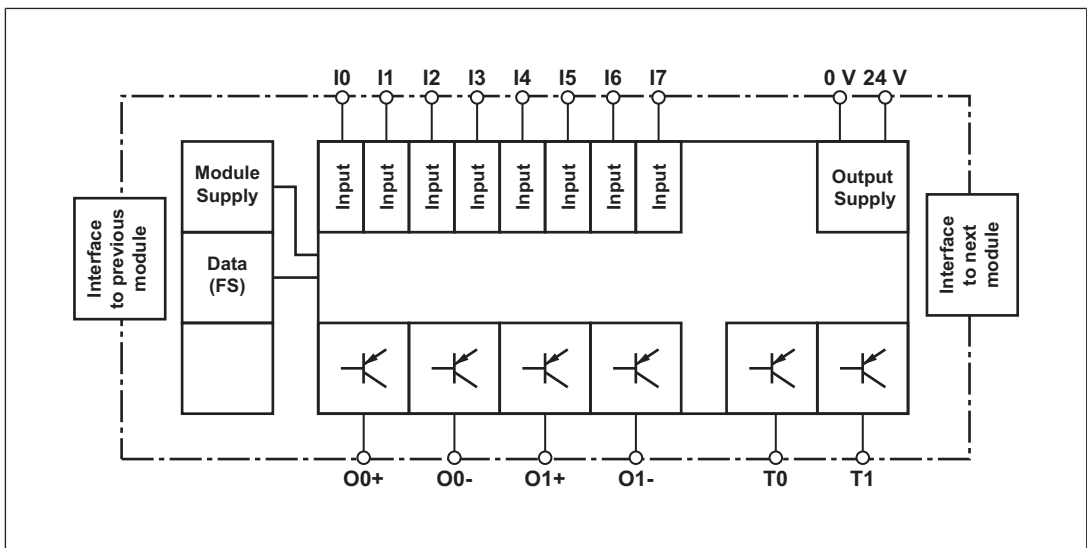 I0 I1 I2 I3 I4 I5 I6 I7 0 V 24 V
Module
Supply
Input Input Input Input Input Input Input Input
Output
Supply
Interface
to previous
module
Data
(FS)
Interface
to next
module
O0+ O0- O1+ O1- T0 T1